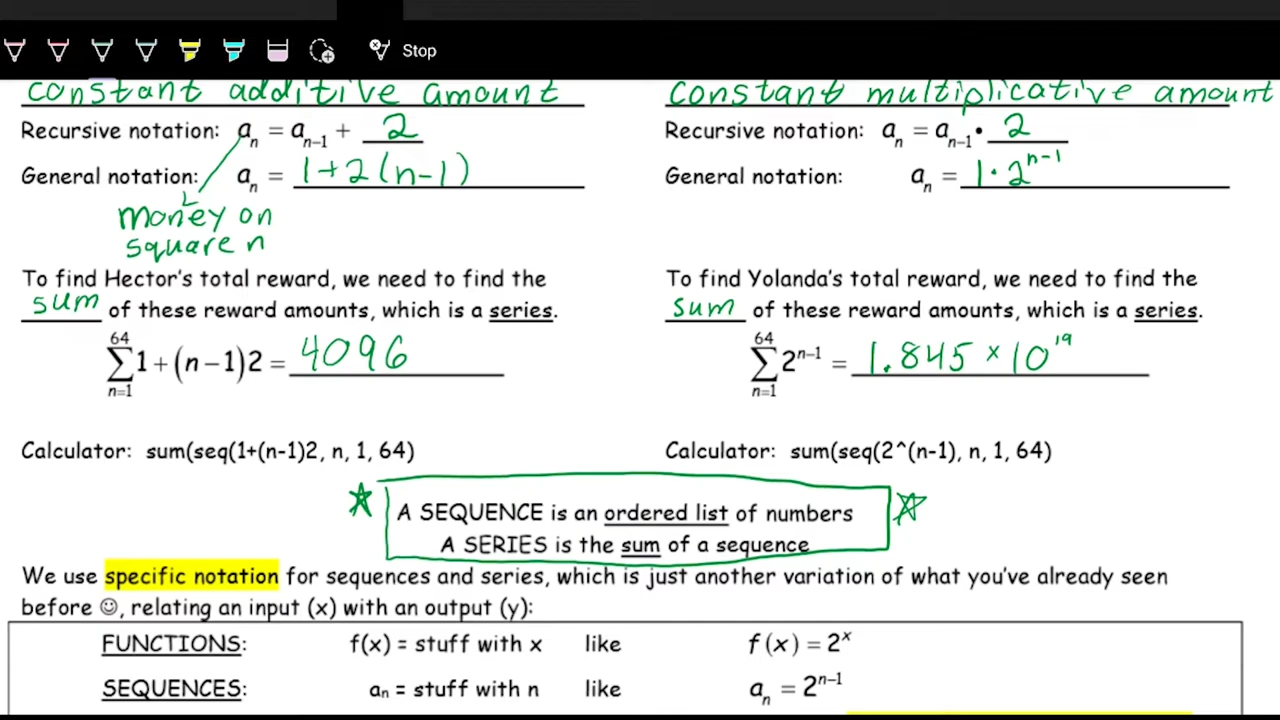 Stop
constant additive amount
Recursive notation: aₙ = aₙ₋₁ + 2
General notation: aₙ = 1+2(n-1)
money on
square n
To find Hector's total reward, we need to find the
sum of these reward amounts, which is a series.
64
∑ 1 + (n – 1)2 = 4096
n=1
Calculator: sum(seq(1+(n-1)2, n, 1, 64)
constant multiplicative amount
Recursive notation: aₙ = aₙ₋₁ • 2
General notation: aₙ = 1 · 2ⁿ⁻¹
To find Yolanda's total reward, we need to find the
sum of these reward amounts, which is a series.
64
∑ 2ⁿ⁻¹ = 1.845 × 10¹⁹
n=1
Calculator: sum(seq(2^(n-1), n, 1, 64)
A SEQUENCE is an ordered list of numbers
A SERIES is the sum of a sequence
We use specific notation for sequences and series, which is just another variation of what you've already seen
before ☺, relating an input (x) with an output (y):
FUNCTIONS: f(x) = stuff with x like f(x) = 2ˣ
SEQUENCES: aₙ = stuff with n like aₙ = 2ⁿ⁻¹